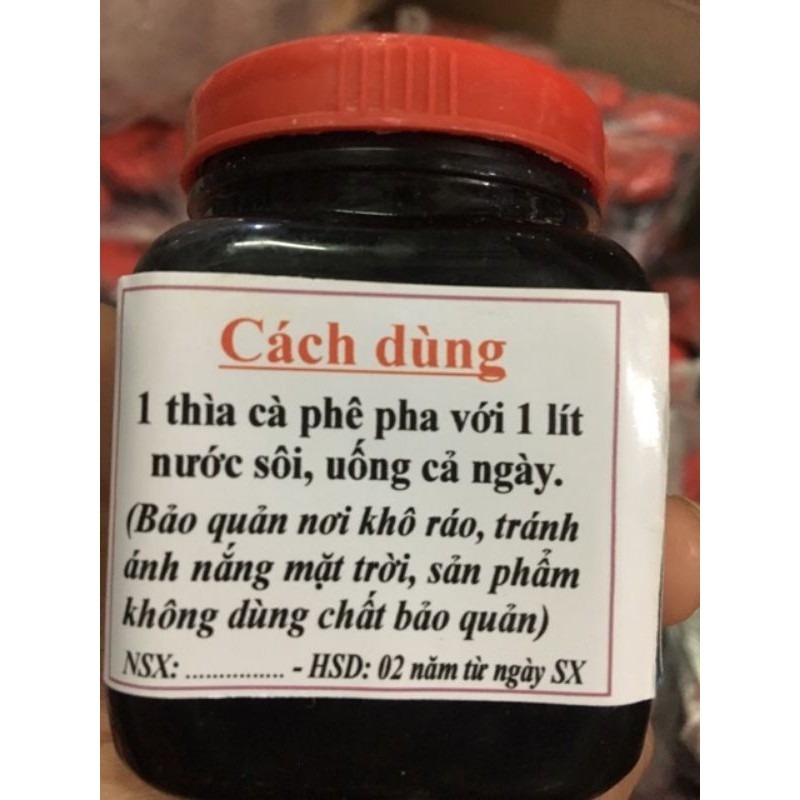 Cách dùng
1 thìa cà phê pha với 1 lít
nước sôi, uống cả ngày.
(Bảo quản nơi khô ráo, tránh
ánh nắng mặt trời, sản phẩm
không dùng chất bảo quản)
NSX: ............... - HSD: 02 năm từ ngày SX